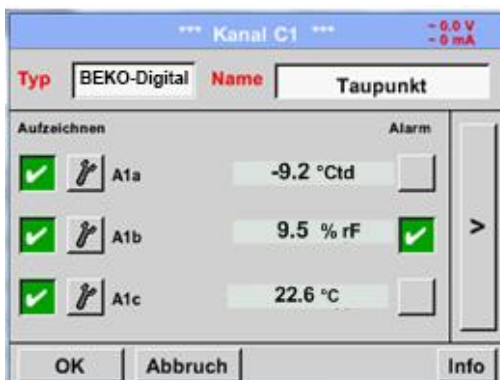 *** Kanal C1 ***
~ 0,0 V
~ 0 mA
Typ BEKO-Digital Name Taupunkt
Aufzeichnen Alarm
A1a -9.2 °Ctd
A1b 9.5 % rF
A1c 22.6 °C
>
OK Abbruch Info